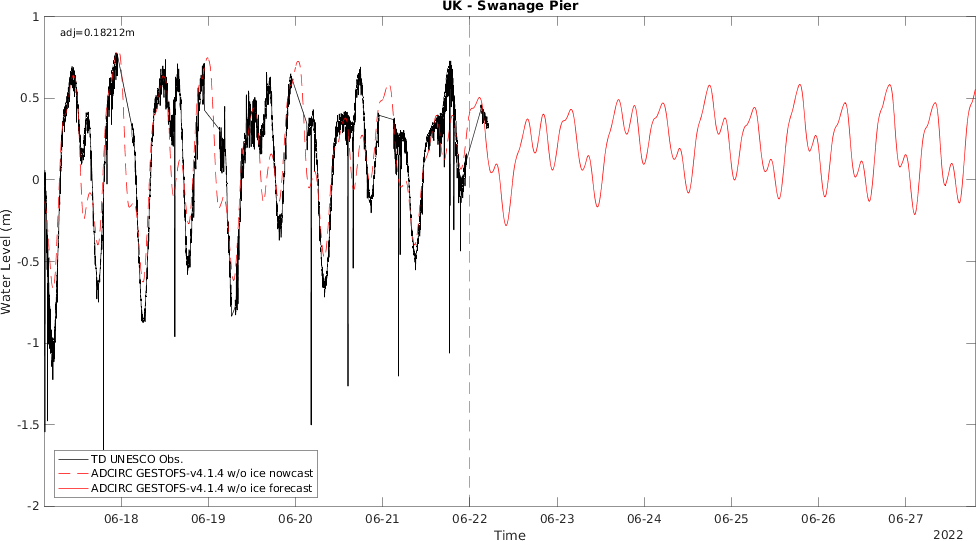 UK - Swanage Pier
adj=0.18212m
1
0.5
0
-0.5
-1
-1.5
-2
Water Level (m)
TD UNESCO Obs.
ADCIRC GESTOFS-v4.1.4 w/o ice nowcast
ADCIRC GESTOFS-v4.1.4 w/o ice forecast
06-18 06-19 06-20 06-21 06-22 06-23 06-24 06-25 06-26 06-27
Time
2022